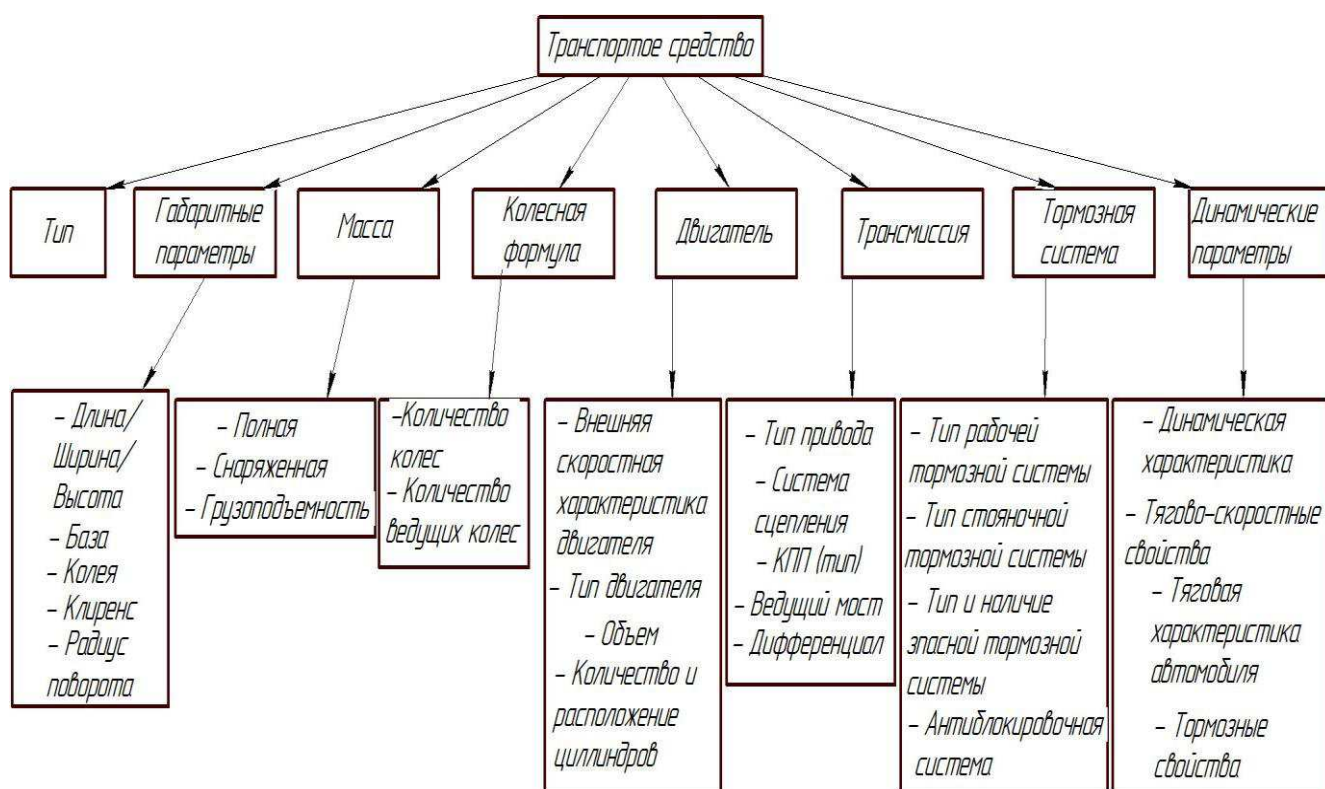 Транспортое средство
Тип
Габаритные
параметры
Масса
Колесная
формула
Двигатель
Трансмиссия
Тормозная
система
Динамические
параметры
- Длина/
Ширина/
Высота
- База
- Колея
- Клиренс
- Радиус
поворота
- Полная
- Снаряженная
- Грузоподъемность
-Количество
колес
- Количество
ведущих колес
- Внешняя
скоростная
характеристика
двигателя
- Тип двигателя
- Объем
- Количество и
расположение
циллиндров
- Тип привода
- Система
сцепления
- КПП (тип)
- Ведущий мост
- Дифференциал
- Тип рабочей
тормозной системы
- Тип стояночной
тормозной системы
- Тип и наличие
зпасной тормозной
системы
- Антиблокировочная
система
- Динамическая
характеристика
- Тягово-скоростные
свойства
- Тяговая
характеристика
автомобиля
- Тормозные
свойства